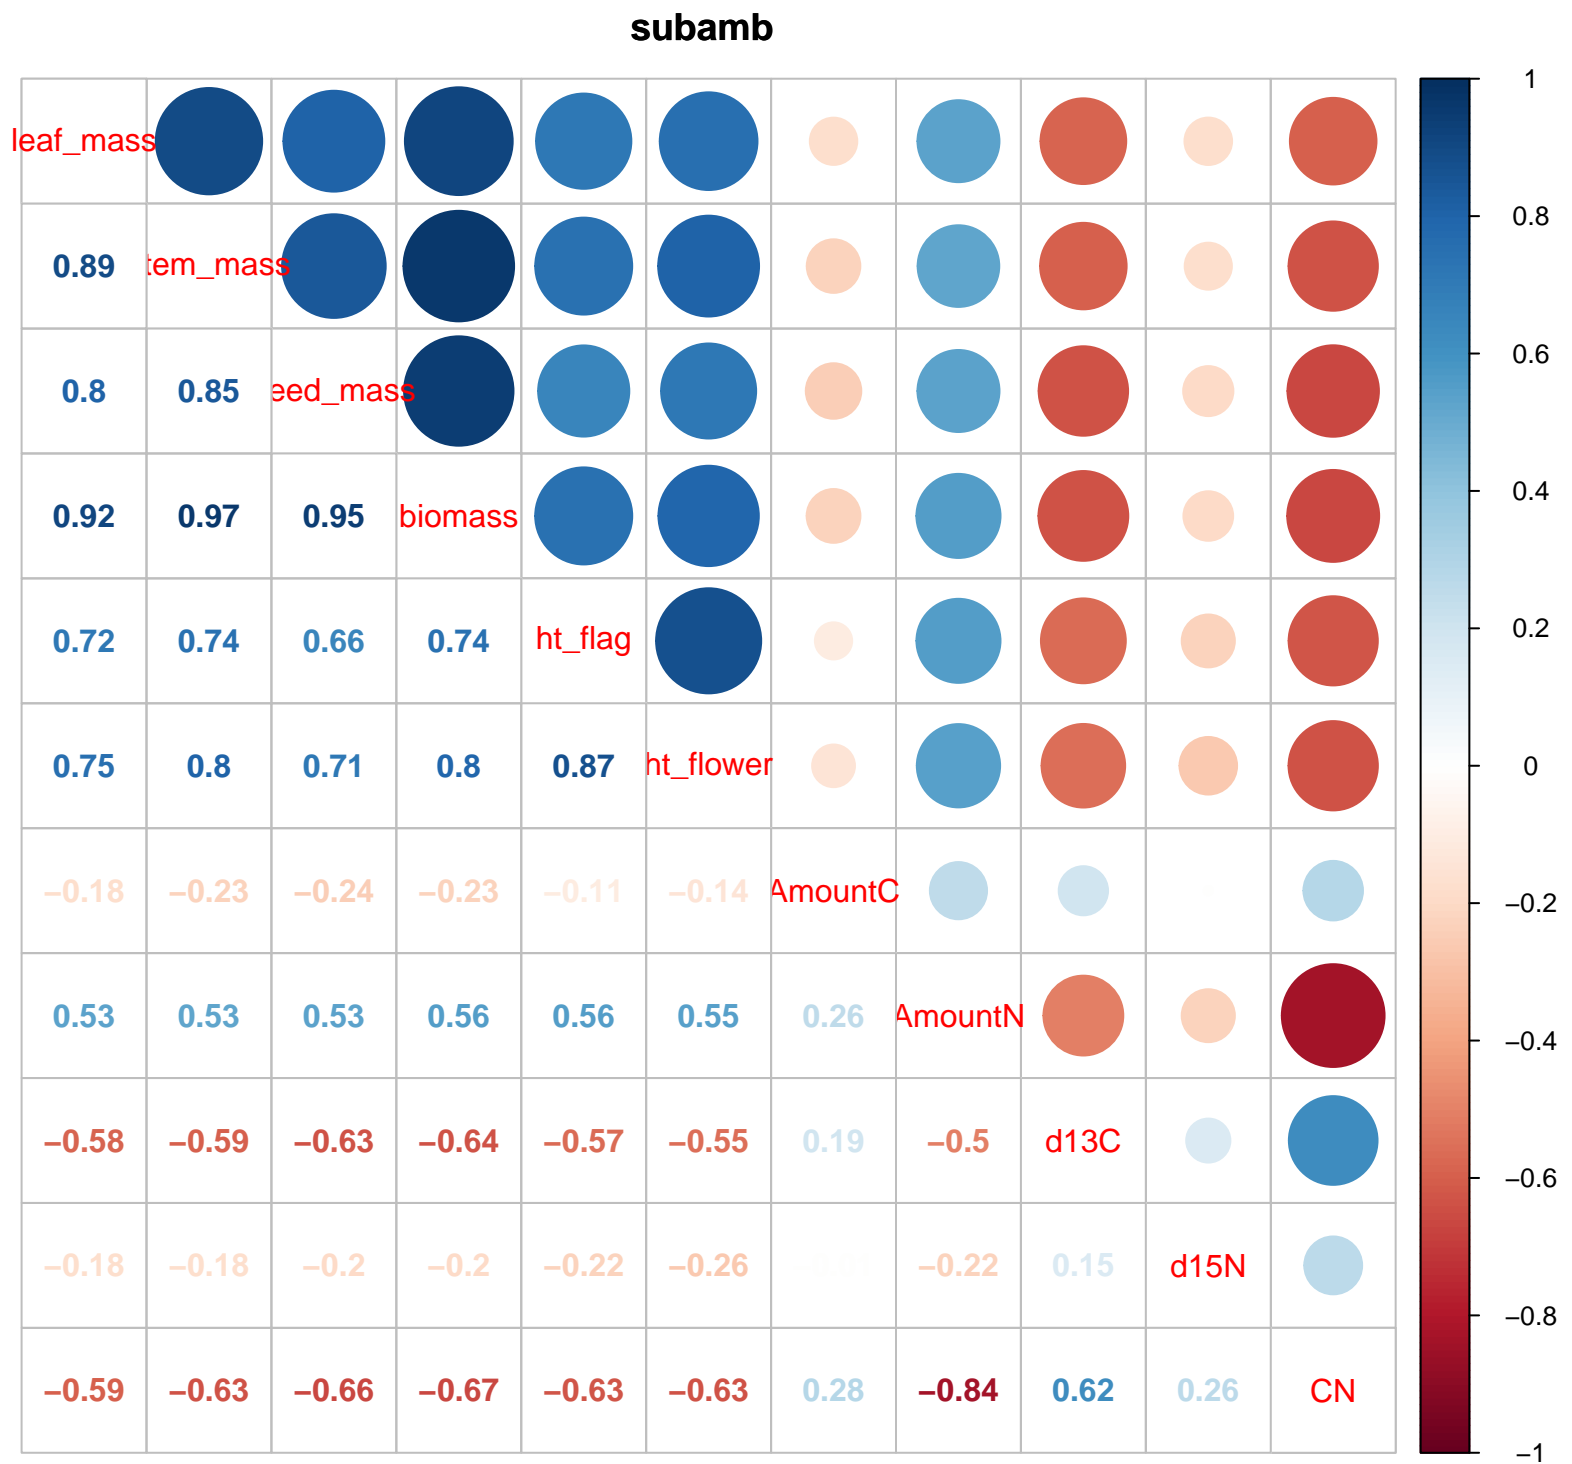 subamb
leaf_mass
0.89 tem_mass
0.8 0.85 eed_mass
0.92 0.97 0.95 biomass
0.72 0.74 0.66 0.74 ht_flag
0.75 0.8 0.71 0.8 0.87 ht_flower
−0.18 −0.23 −0.24 −0.23 −0.11 −0.14 AmountC
0.53 0.53 0.53 0.56 0.56 0.55 0.26 AmountN
−0.58 −0.59 −0.63 −0.64 −0.57 −0.55 0.19 −0.5 d13C
−0.18 −0.18 −0.2 −0.2 −0.22 −0.26 −0.22 0.15 d15N
−0.59 −0.63 −0.66 −0.67 −0.63 −0.63 0.28 −0.84 0.62 0.26 CN
1
0.8
0.6
0.4
0.2
0
−0.2
−0.4
−0.6
−0.8
−1